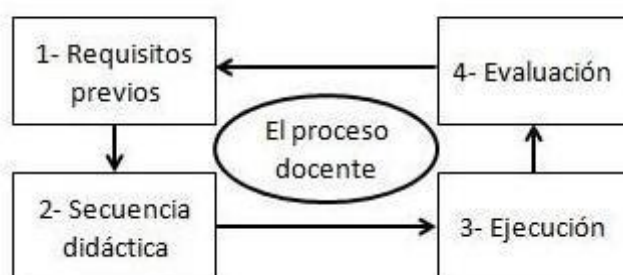 1- Requisitos
previos
4- Evaluación
El proceso
docente
2- Secuencia
didáctica
3- Ejecución